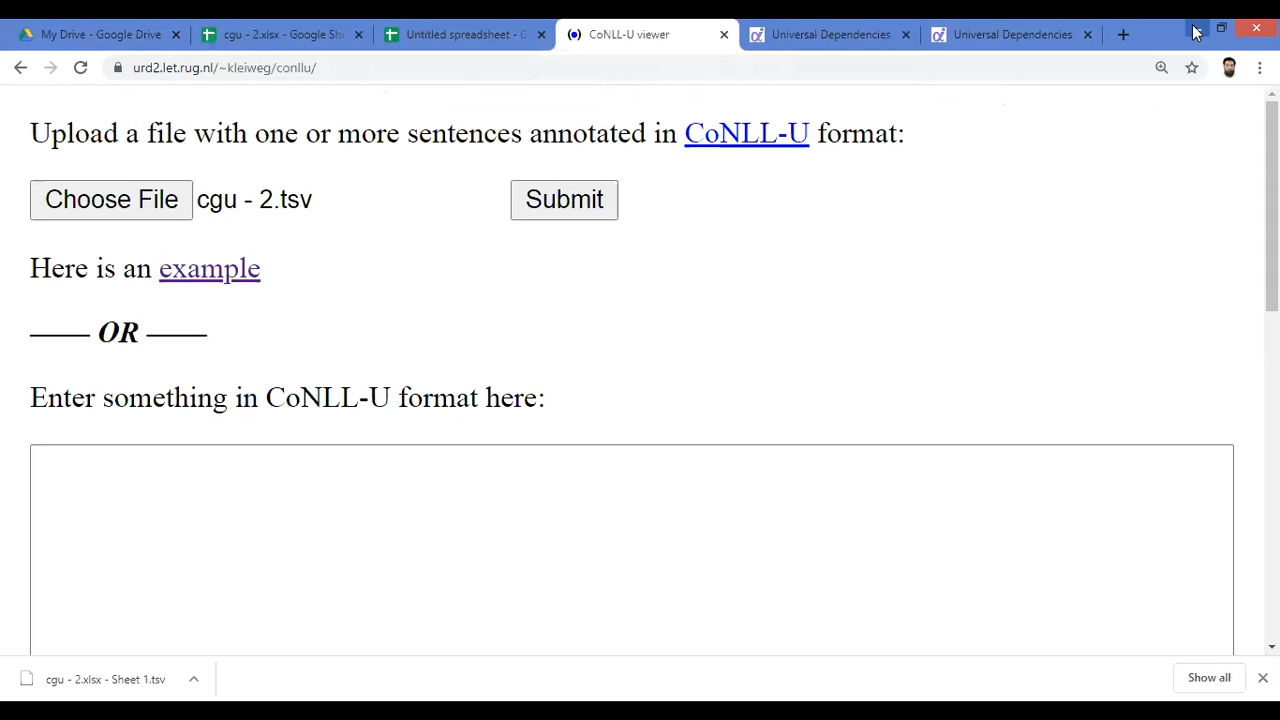 My Drive - Google Drive
cgu - 2.xlsx - Google She
Untitled spreadsheet - G
CoNLL-U viewer
Universal Dependencies
Universal Dependencies
urd2.let.rug.nl/~kleiweg/conllu/
Upload a file with one or more sentences annotated in CoNLL-U format:
Choose File cgu - 2.tsv Submit
Here is an example
—— OR ——
Enter something in CoNLL-U format here:
cgu - 2.xlsx - Sheet 1.tsv
Show all